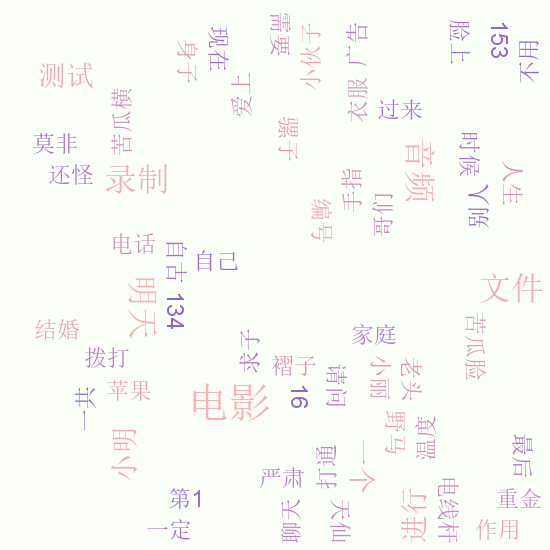 脸上
153
不用
需要
小伙子
广告
现在
身子
测试
爱上
衣服
过来
苦瓜横
骡子
莫非
还怪
录制
音频
时候
别人
人生
手指
哥们
编号
电话
自古
自己
明天
134
文件
结婚
求子
家庭
苦瓜脸
拨打
褶子
请问
小丽
老头
一共
苹果
电影
16
野马
温度
小明
打通
一个
最后
严肃
第1
一定
聊天
天仙
进行
电线杆
重金
作用